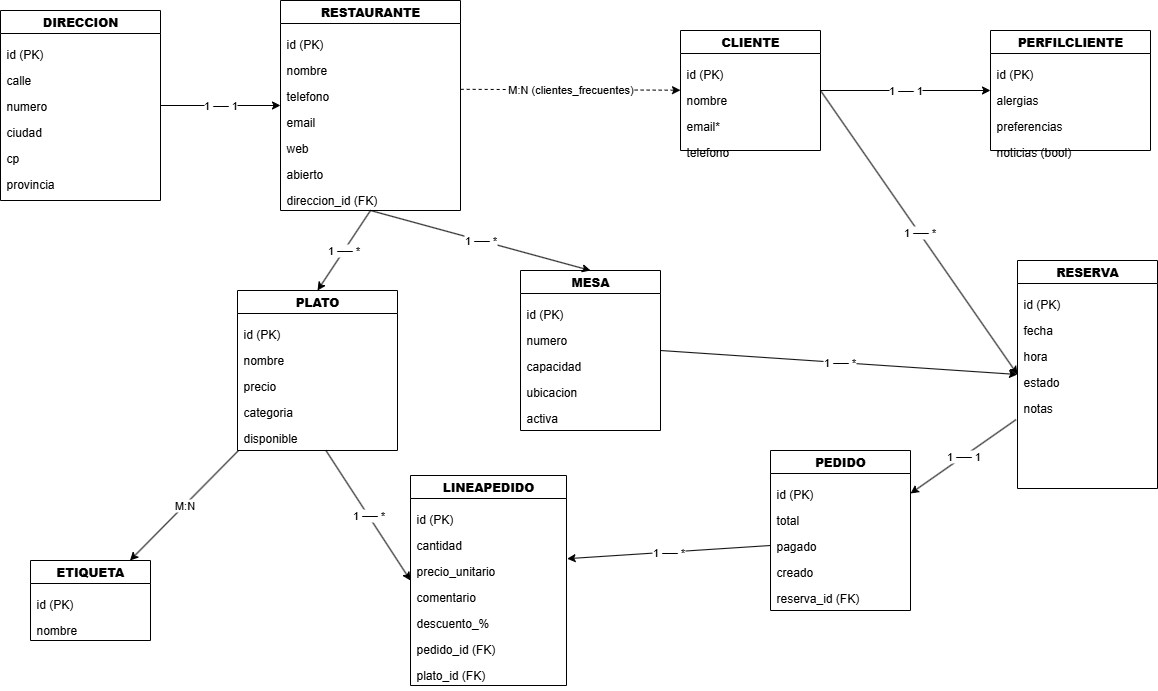 DIRECCION
id (PK)
calle
numero
ciudad
cp
provincia
1 — 1
RESTAURANTE
id (PK)
nombre
telefono
email
web
abierto
direccion_id (FK)
M:N (clientes_frecuentes)
CLIENTE
id (PK)
nombre
email*
telefono
1 — 1
PERFILCLIENTE
id (PK)
alergias
preferencias
noticias (bool)
1 — *
1 — *
1 — *
PLATO
id (PK)
nombre
precio
categoria
disponible
MESA
id (PK)
numero
capacidad
ubicacion
activa
1 — *
RESERVA
id (PK)
fecha
hora
estado
notas
1 — 1
M:N
1 — *
ETIQUETA
id (PK)
nombre
LINEAPEDIDO
id (PK)
cantidad
precio_unitario
comentario
descuento_%
pedido_id (FK)
plato_id (FK)
1 — *
PEDIDO
id (PK)
total
pagado
creado
reserva_id (FK)